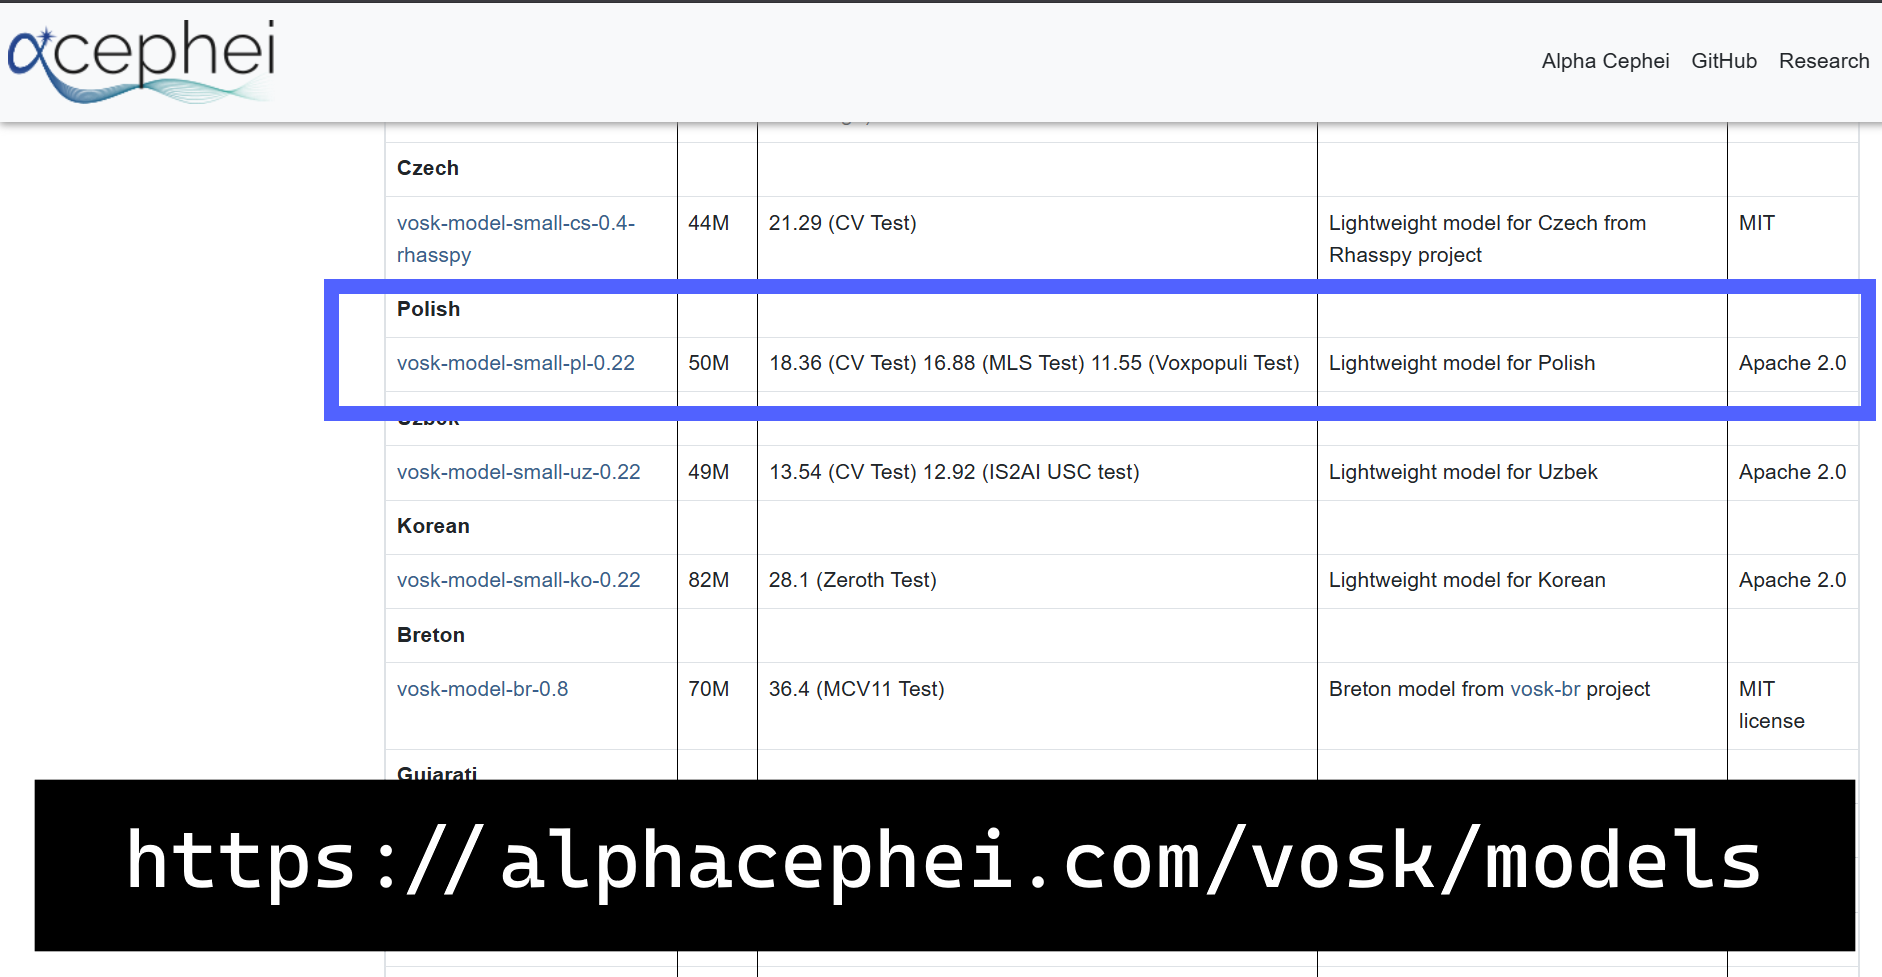 αcephei
Alpha Cephei GitHub Research
Czech
vosk-model-small-cs-0.4- 44M 21.29 (CV Test) Lightweight model for Czech from MIT
rhasspy Rhasspy project
Polish
vosk-model-small-pl-0.22 50M 18.36 (CV Test) 16.88 (MLS Test) 11.55 (Voxpopuli Test) Lightweight model for Polish Apache 2.0
Uzbek
vosk-model-small-uz-0.22 49M 13.54 (CV Test) 12.92 (IS2AI USC test) Lightweight model for Uzbek Apache 2.0
Korean
vosk-model-small-ko-0.22 82M 28.1 (Zeroth Test) Lightweight model for Korean Apache 2.0
Breton
vosk-model-br-0.8 70M 36.4 (MCV11 Test) Breton model from vosk-br project MIT
license
Gujarati
https://alphacephei.com/vosk/models